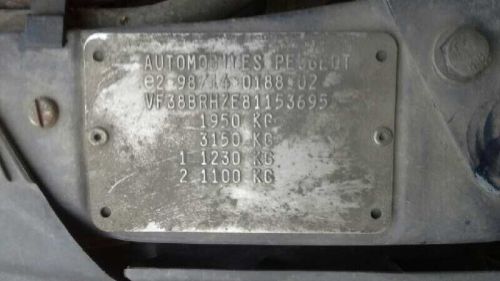 AUTOMOBILES PEUGEOT
e2*98/14*0188*02
VF38BRHZE81153695
1950 KG
3150 KG
1 1230 KG
2 1100 KG